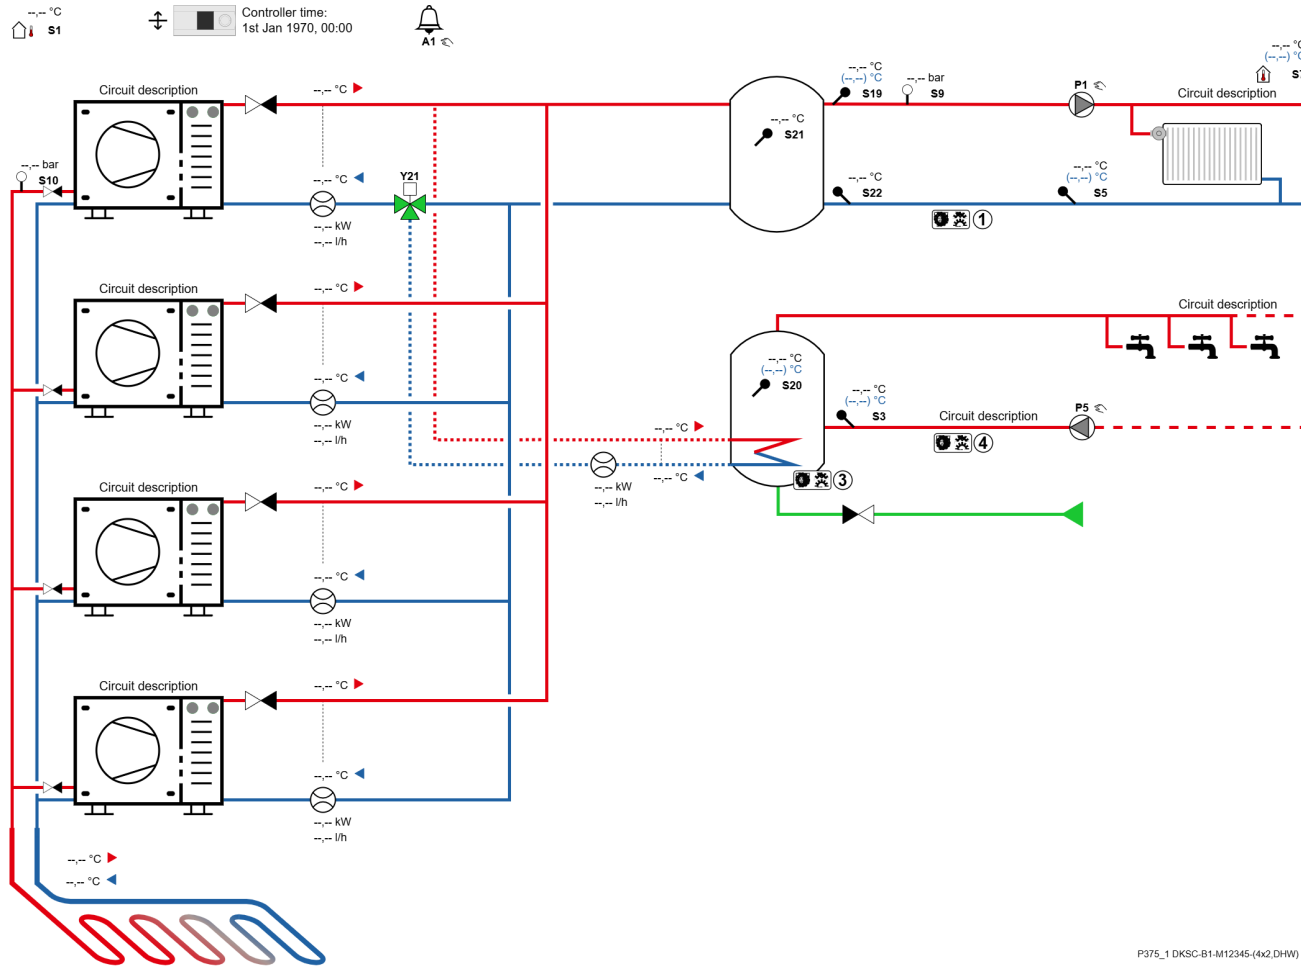 --,-- °C
S1
Controller time:
1st Jan 1970, 00:00
A1
Circuit description
--,-- °C
--,-- bar
S10
--,-- °C
Y21
--,-- kW
--,-- l/h
--,-- °C
S21
--,-- °C
(--,--) °C
S19
--,-- bar
S9
P1
--,-- °C
(--,--) °C
Circuit description
--,-- °C
S22
--,-- °C
(--,--) °C
S5
1
Circuit description
--,-- °C
--,-- °C
--,-- kW
--,-- l/h
Circuit description
--,-- °C
(--,--) °C
S20
--,-- °C
(--,--) °C
S3
Circuit description
P5
4
--,-- °C
--,-- °C
--,-- kW
--,-- l/h
3
Circuit description
--,-- °C
--,-- °C
--,-- kW
--,-- l/h
Circuit description
--,-- °C
--,-- °C
--,-- kW
--,-- l/h
--,-- °C
--,-- °C
P375_1 DKSC-B1-M12345-(4x2,DHW)